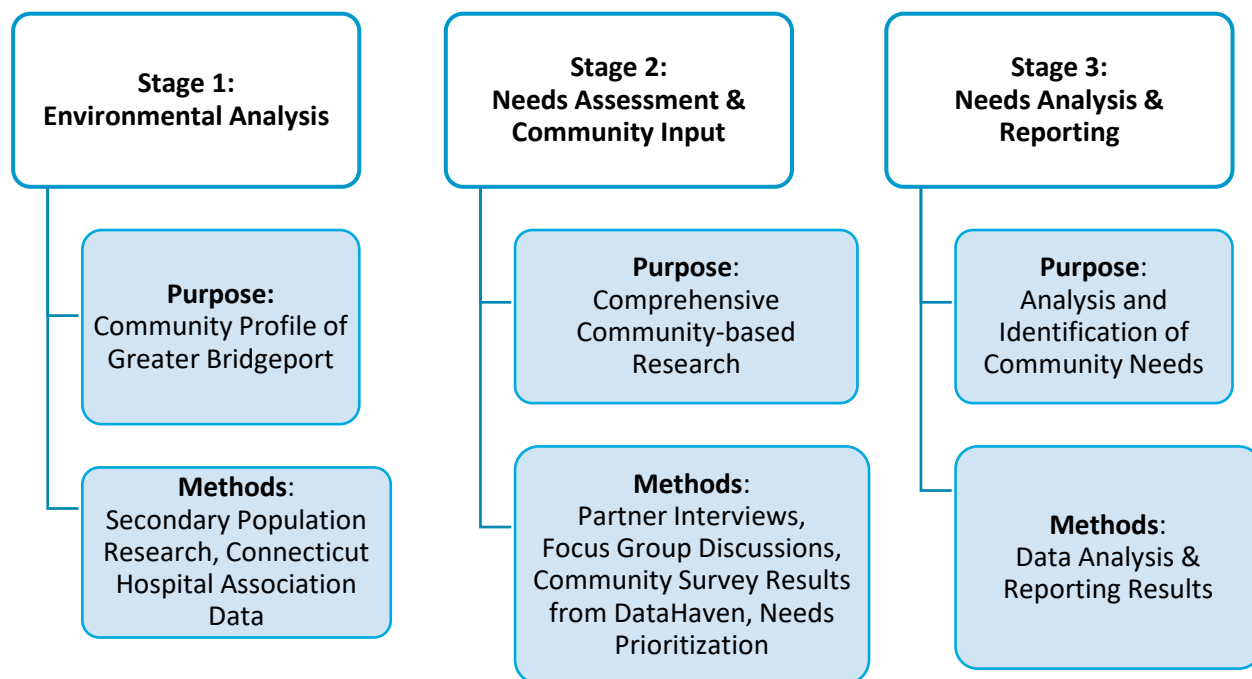 Stage 1:
Environmental Analysis
Purpose:
Community Profile of
Greater Bridgeport
Methods:
Secondary Population
Research, Connecticut
Hospital Association
Data
Stage 2:
Needs Assessment &
Community Input
Purpose:
Comprehensive
Community-based
Research
Methods:
Partner Interviews,
Focus Group Discussions,
Community Survey Results
from DataHaven, Needs
Prioritization
Stage 3:
Needs Analysis &
Reporting
Purpose:
Analysis and
Identification of
Community Needs
Methods:
Data Analysis &
Reporting Results